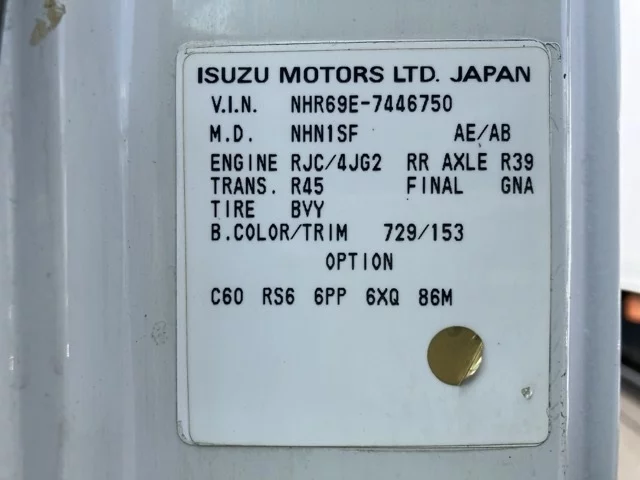 ISUZU MOTORS LTD. JAPAN
V.I.N. NHR69E-7446750
M.D. NHN1SF AE/AB
ENGINE RJC/4JG2 RR AXLE R39
TRANS. R45 FINAL GNA
TIRE BVY
B.COLOR/TRIM 729/153
OPTION
C60 RS6 6PP 6XQ 86M